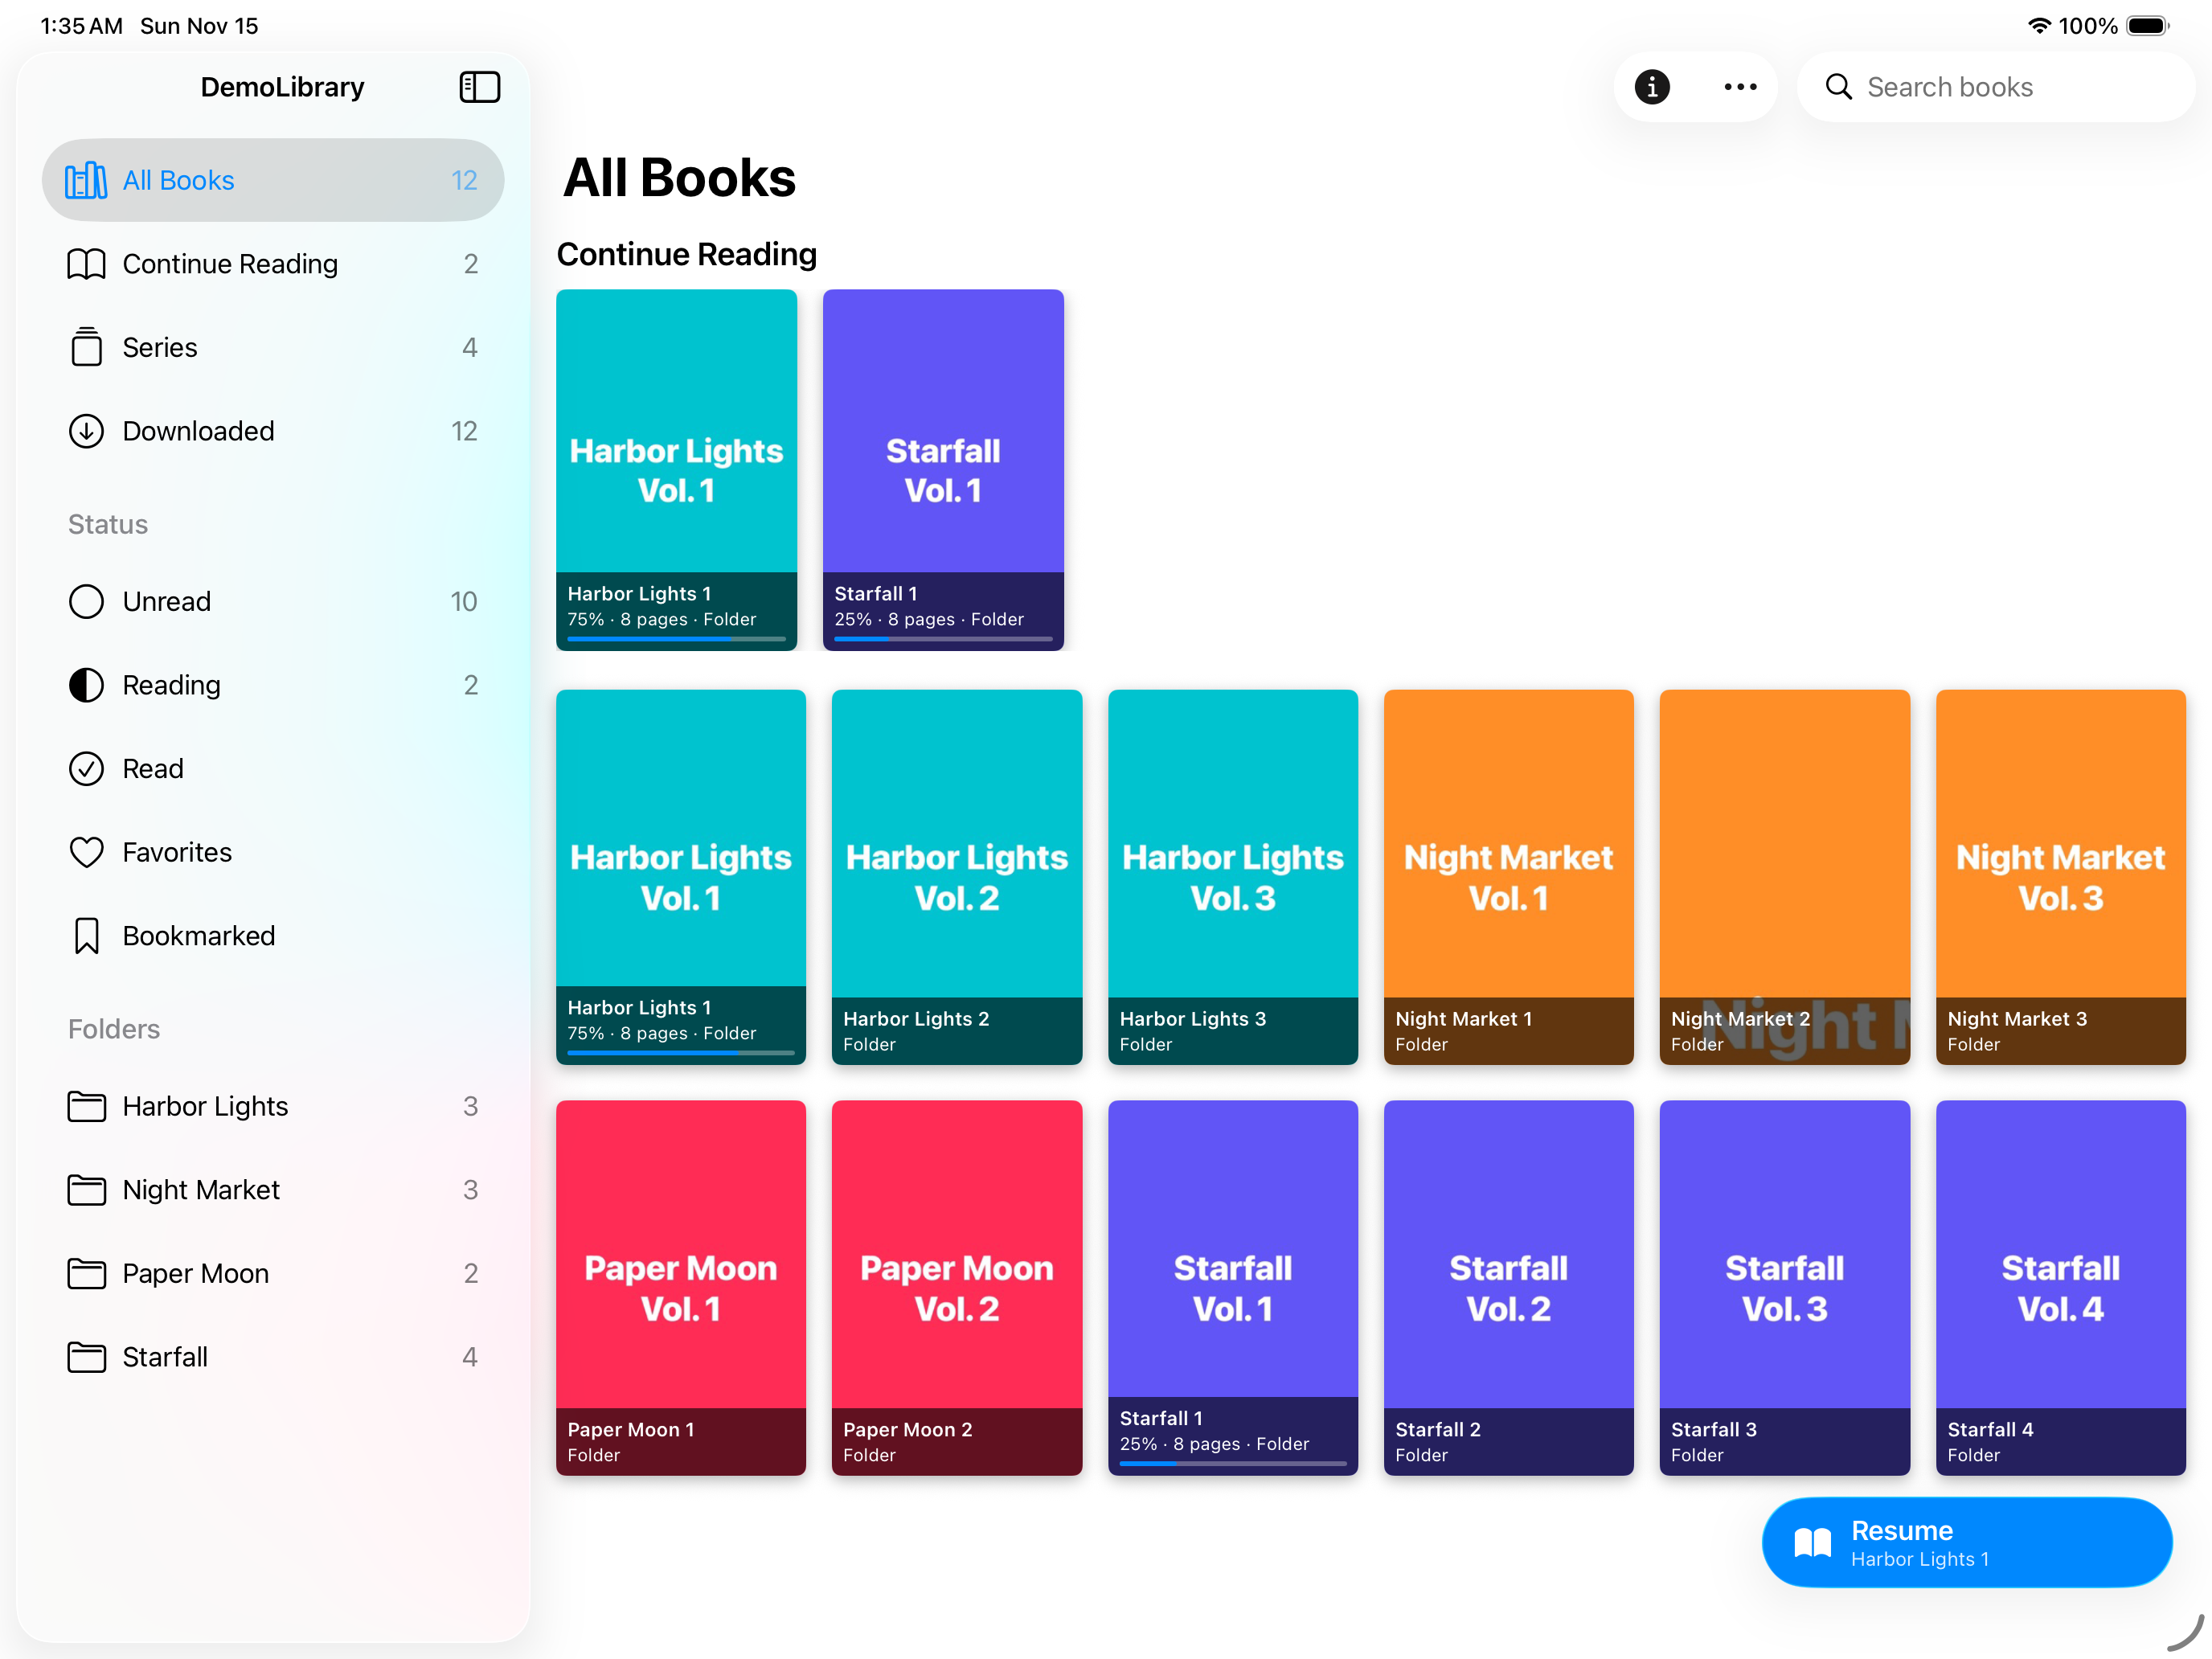 1:35 AM Sun Nov 15
100%
DemoLibrary
Search books
All Books 12
Continue Reading 2
Series 4
Downloaded 12
Status
Unread 10
Reading 2
Read
Favorites
Bookmarked
Folders
Harbor Lights 3
Night Market 3
Paper Moon 2
Starfall 4
All Books
Continue Reading
Harbor Lights
Vol. 1
Harbor Lights 1
75% · 8 pages · Folder
Starfall
Vol. 1
Starfall 1
25% · 8 pages · Folder
Harbor Lights
Vol. 1
Harbor Lights 1
75% · 8 pages · Folder
Harbor Lights
Vol. 2
Harbor Lights 2
Folder
Harbor Lights
Vol. 3
Harbor Lights 3
Folder
Night Market
Vol. 1
Night Market 1
Folder
Night M
Night Market 2
Folder
Night Market
Vol. 3
Night Market 3
Folder
Paper Moon
Vol. 1
Paper Moon 1
Folder
Paper Moon
Vol. 2
Paper Moon 2
Folder
Starfall
Vol. 1
Starfall 1
25% · 8 pages · Folder
Starfall
Vol. 2
Starfall 2
Folder
Starfall
Vol. 3
Starfall 3
Folder
Starfall
Vol. 4
Starfall 4
Folder
Resume
Harbor Lights 1